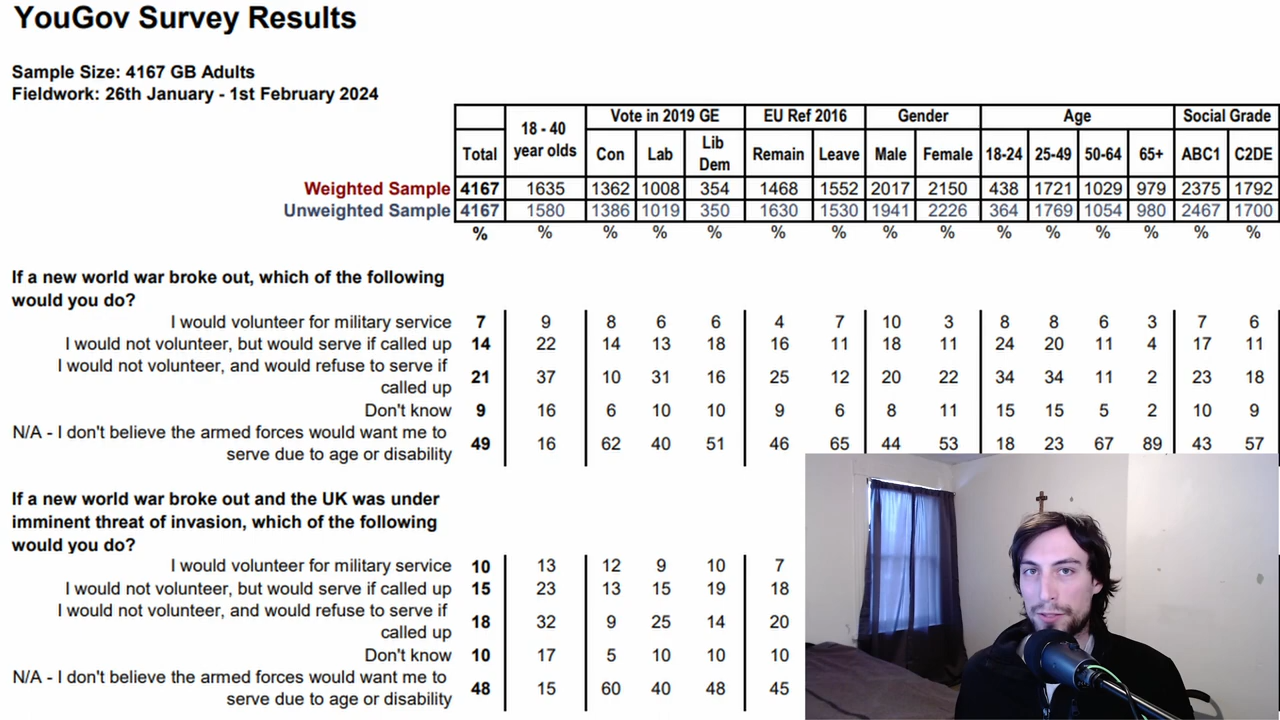 YouGov Survey Results
Sample Size: 4167 GB Adults
Fieldwork: 26th January - 1st February 2024
18 - 40 year olds Vote in 2019 GE EU Ref 2016 Gender Age Social Grade
Total Con Lab Lib Dem Remain Leave Male Female 18-24 25-49 50-64 65+ ABC1 C2DE
Weighted Sample 4167 1635 1362 1008 354 1468 1552 2017 2150 438 1721 1029 979 2375 1792
Unweighted Sample 4167 1580 1386 1019 350 1630 1530 1941 2226 364 1769 1054 980 2467 1700
% % % % % % % % % % % % % % %
If a new world war broke out, which of the following
would you do?
I would volunteer for military service 7 9 8 6 6 4 7 10 3 8 8 6 3 7 6
I would not volunteer, but would serve if called up 14 22 14 13 18 16 11 18 11 24 20 11 4 17 11
I would not volunteer, and would refuse to serve if
called up 21 37 10 31 16 25 12 20 22 34 34 11 2 23 18
Don't know 9 16 6 10 10 9 6 8 11 15 15 5 2 10 9
N/A - I don't believe the armed forces would want me to
serve due to age or disability 49 16 62 40 51 46 65 44 53 18 23 67 89 43 57
If a new world war broke out and the UK was under
imminent threat of invasion, which of the following
would you do?
I would volunteer for military service 10 13 12 9 10 7
I would not volunteer, but would serve if called up 15 23 13 15 19 18
I would not volunteer, and would refuse to serve if
called up 18 32 9 25 14 20
Don't know 10 17 5 10 10 10
N/A - I don't believe the armed forces would want me to
serve due to age or disability 48 15 60 40 48 45